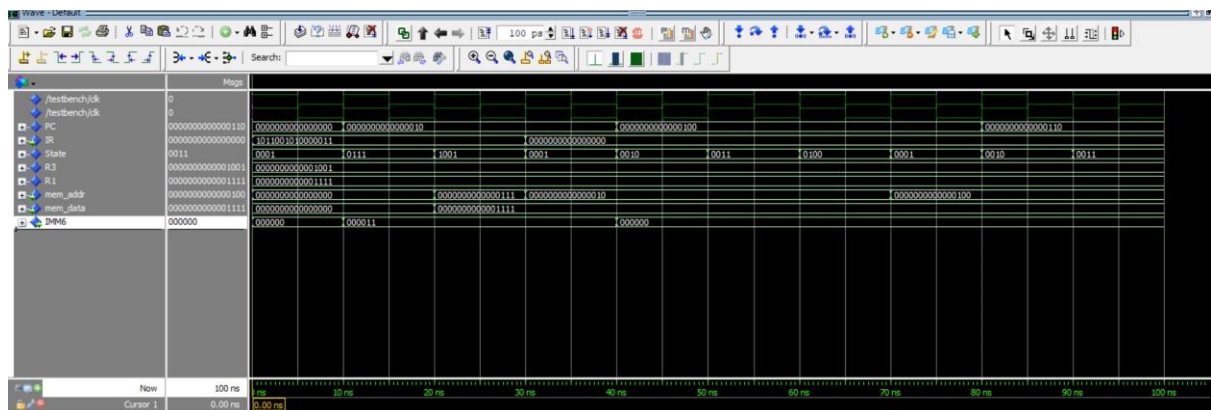 Wave - Default
100 ps
Search:
Msgs
/testbench/clk 0
/testbench/clk 0
PC 0000000000000110 0000000000000000 0000000000000010 0000000000000100 0000000000000110
IR 0000000000000000 1011001010000011 0000000000000000
State 0011 0001 0111 1001 0001 0010 0011 0100 0001 0010 0011
R3 0000000000001001 0000000000001001
R1 0000000000001111 0000000000001111
mem_addr 0000000000000100 0000000000000000 0000000000000111 0000000000000010 0000000000000100
mem_data 0000000000001111 0000000000000000 0000000000001111
IMM6 000000 000000 000011 000000
Now 100 ns ns 10 ns 20 ns 30 ns 40 ns 50 ns 60 ns 70 ns 80 ns 90 ns 100 ns
Cursor 1 0.00 ns 0.00 ns